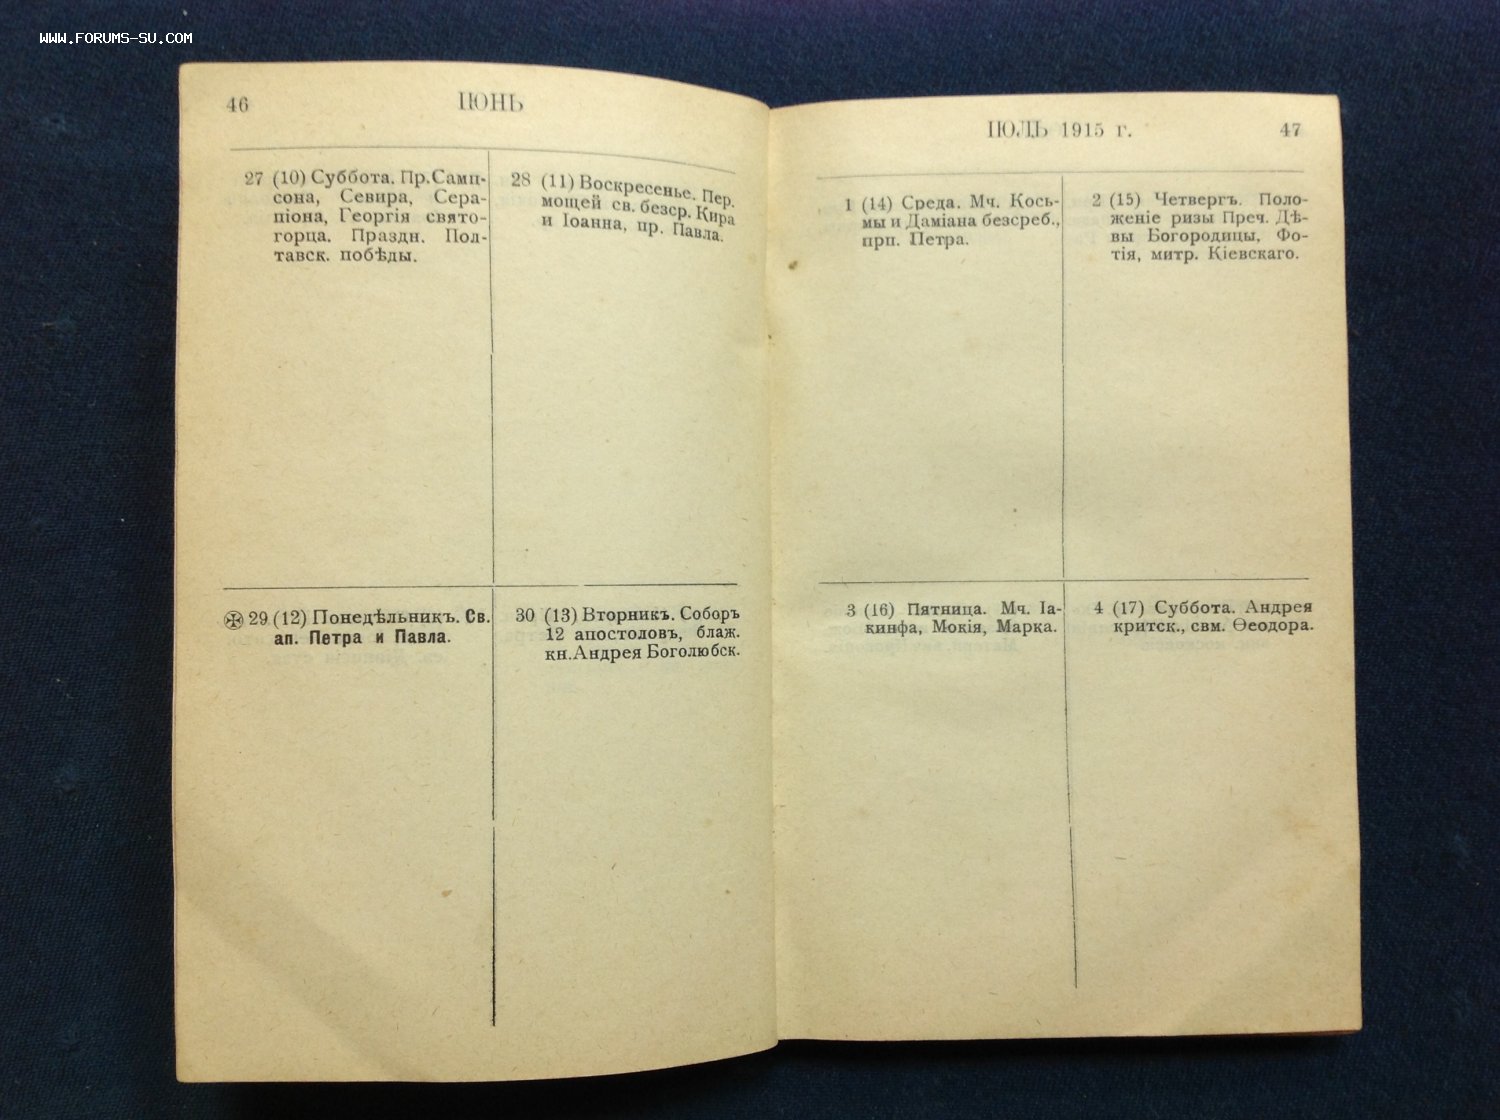 WWW.FORUMS-SU.COM
46
ІЮНЬ
27 (10) Суббота. Пр. Самп-
сона, Севира, Сера-
піона, Георгія свято-
горца. Праздн. Пол-
тавск. побѣды.
28 (11) Воскресенье. Пер.
мощей св. безср. Кира
и Іоанна, пр. Павла.
29 (12) Понедѣльникъ. Св.
ап. Петра и Павла.
30 (13) Вторникъ. Соборъ
12 апостоловъ, блаж.
кн. Андрея Боголюбск.
ІЮЛЬ 1915 г.
47
1 (14) Среда. Мч. Кось-
мы и Даміана безсреб.,
прп. Петра.
2 (15) Четвергъ. Поло-
женіе ризы Преч. Дѣ-
вы Богородицы, Фо-
тія, митр. Кіевскаго.
3 (16) Пятница. Мч. Іа-
кинфа, Мокія, Марка.
4 (17) Суббота. Андрея
критск., свм. Ѳеодора.